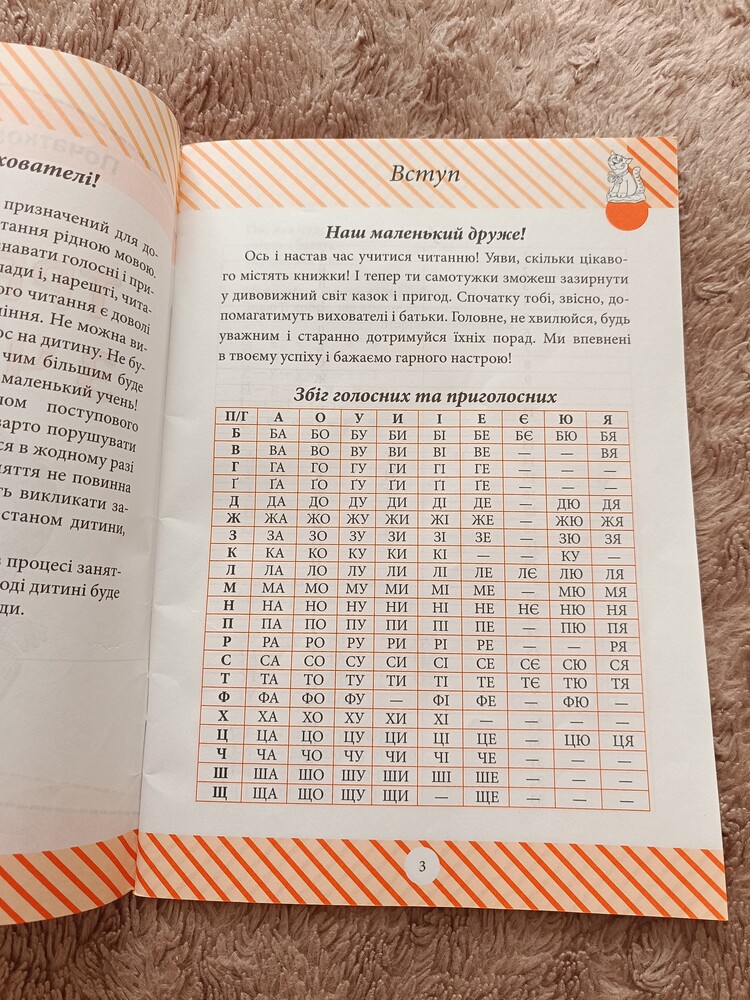 хователі!
призначений для до-
тання рідною мовою.
навати голосні і при-
лади і, нарешті, чита-
ого читання є доволі
ління. Не можна ви-
ос на дитину. Не бу-
чим більшим буде
маленький учень!
лом поступового
варто порушувати
ся в жодному разі
няття не повинна
ть викликати за-
станом дитини,
в процесі занят-
оді дитині буде
ди.
Вступ
Наш маленький друже!
Ось і настав час учитися читанню! Уяви, скільки цікаво-
го містять книжки! І тепер ти самотужки зможеш зазирнути
у дивовижний світ казок і пригод. Спочатку тобі, звісно, до-
помагатимуть вихователі і батьки. Головне, не хвилюйся, будь
уважним і старанно дотримуйся їхніх порад. Ми впевнені
в твоєму успіху і бажаємо гарного настрою!
Збіг голосних та приголосних
П/Г А О У И І Е Є Ю Я
Б БА БО БУ БИ БІ БЕ БЄ БЮ БЯ
В ВА ВО ВУ ВИ ВІ ВЕ — — ВЯ
Г ГА ГО ГУ ГИ ГІ ГЕ — — —
Ґ ҐА ҐО ҐУ ҐИ ҐІ ҐЕ — — —
Д ДА ДО ДУ ДИ ДІ ДЕ — ДЮ ДЯ
Ж ЖА ЖО ЖУ ЖИ ЖІ ЖЕ — ЖЮ ЖЯ
З ЗА ЗО ЗУ ЗИ ЗІ ЗЕ — ЗЮ ЗЯ
К КА КО КУ КИ КІ — — КУ —
Л ЛА ЛО ЛУ ЛИ ЛІ ЛЕ ЛЄ ЛЮ ЛЯ
М МА МО МУ МИ МІ МЕ — МЮ МЯ
Н НА НО НУ НИ НІ НЕ НЄ НЮ НЯ
П ПА ПО ПУ ПИ ПІ ПЕ — ПЮ ПЯ
Р РА РО РУ РИ РІ РЕ — — РЯ
С СА СО СУ СИ СІ СЕ СЄ СЮ СЯ
Т ТА ТО ТУ ТИ ТІ ТЕ ТЄ ТЮ ТЯ
Ф ФА ФО ФУ — ФІ ФЕ — ФЮ —
Х ХА ХО ХУ ХИ ХІ — — — —
Ц ЦА ЦО ЦУ ЦИ ЦІ ЦЕ — ЦЮ ЦЯ
Ч ЧА ЧО ЧУ ЧИ ЧІ ЧЕ — — —
Ш ША ШО ШУ ШИ ШІ ШЕ — — —
Щ ЩА ЩО ЩУ ЩИ — ЩЕ — — —
3